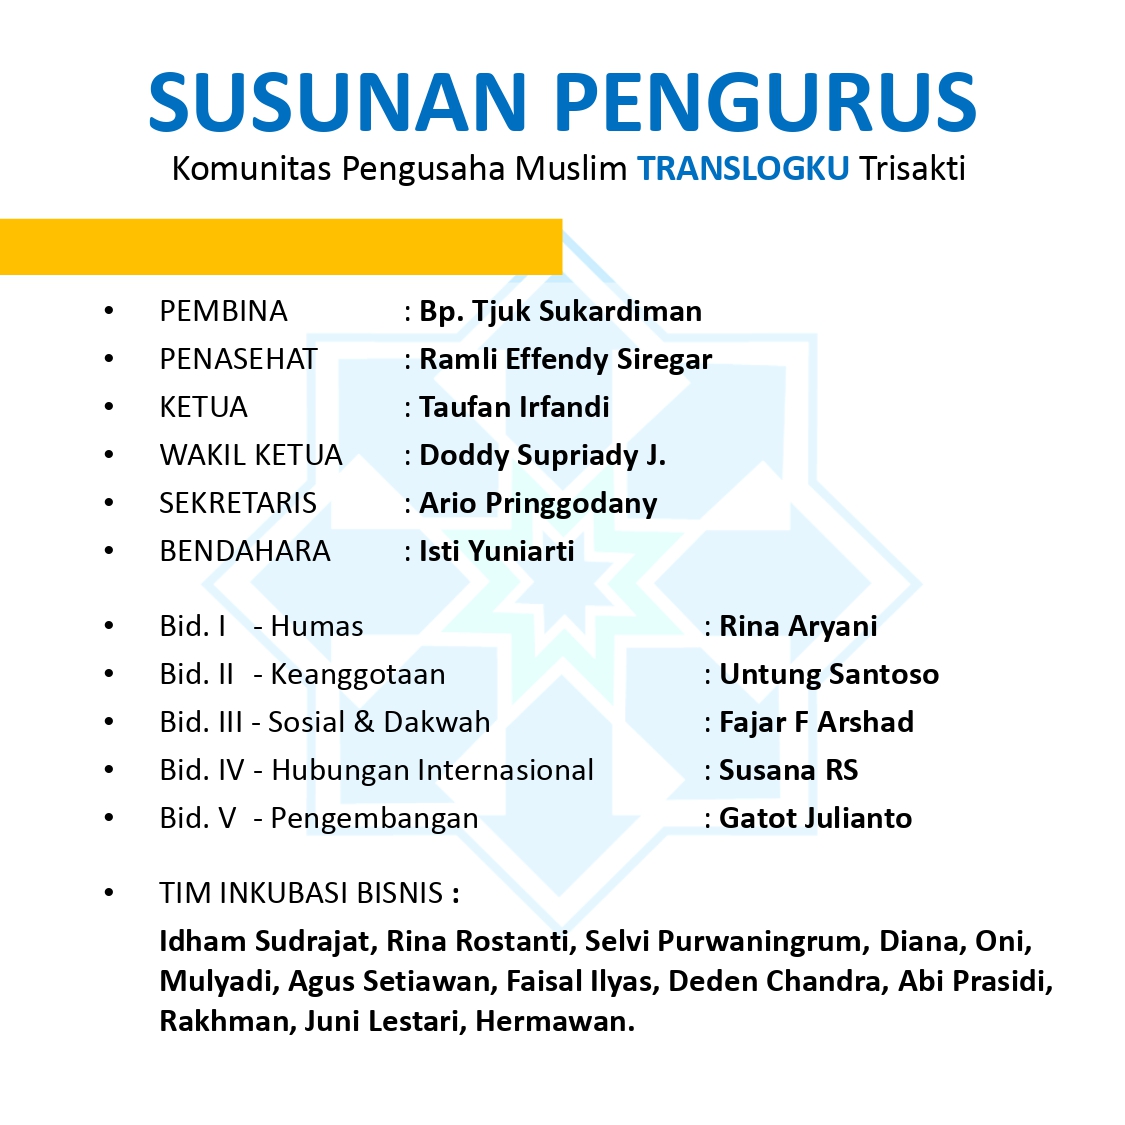 SUSUNAN PENGURUS
Komunitas Pengusaha Muslim TRANSLOGKU Trisakti
• PEMBINA : Bp. Tjuk Sukardiman
• PENASEHAT : Ramli Effendy Siregar
• KETUA : Taufan Irfandi
• WAKIL KETUA : Doddy Supriady J.
• SEKRETARIS : Ario Pringgodany
• BENDAHARA : Isti Yuniarti
• Bid. I - Humas : Rina Aryani
• Bid. II - Keanggotaan : Untung Santoso
• Bid. III - Sosial & Dakwah : Fajar F Arshad
• Bid. IV - Hubungan Internasional : Susana RS
• Bid. V - Pengembangan : Gatot Julianto
• TIM INKUBASI BISNIS :
Idham Sudrajat, Rina Rostanti, Selvi Purwaningrum, Diana, Oni,
Mulyadi, Agus Setiawan, Faisal Ilyas, Deden Chandra, Abi Prasidi,
Rakhman, Juni Lestari, Hermawan.